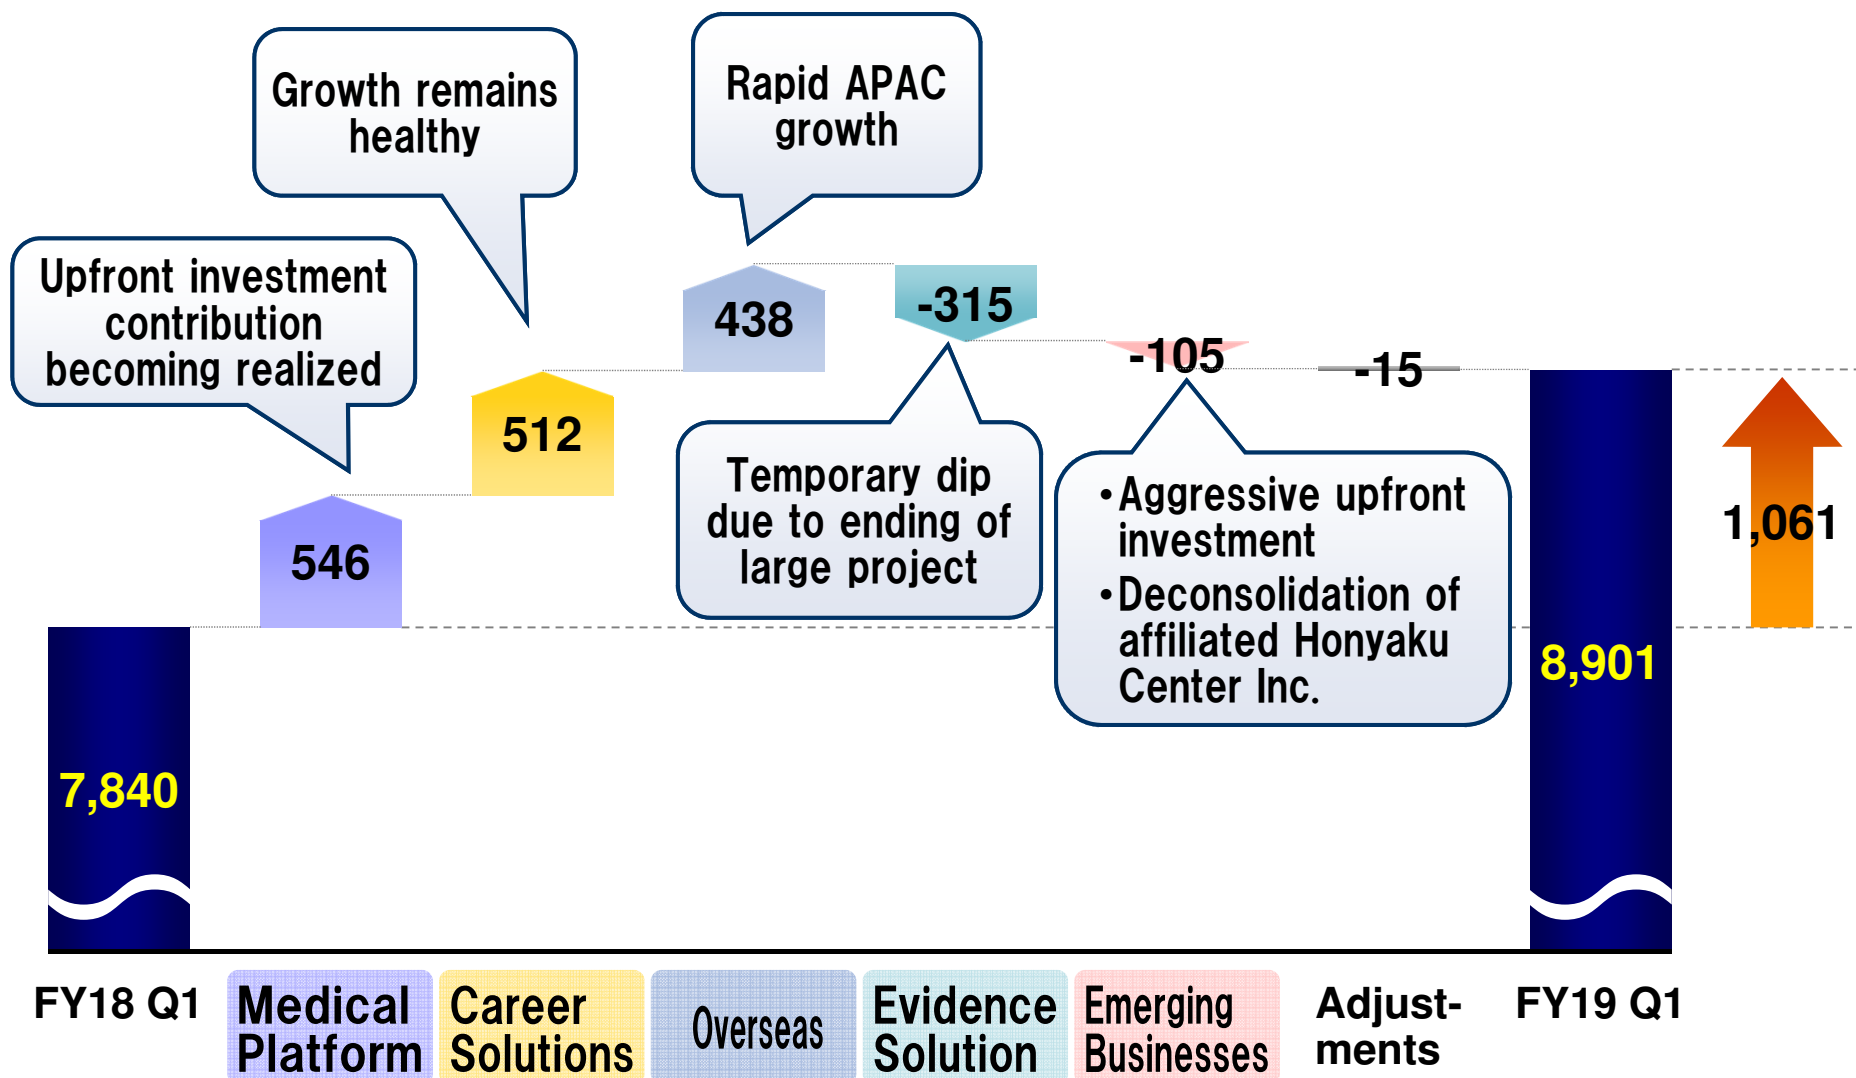 Growth remains
healthy
Rapid APAC
growth
Upfront investment
contribution
becoming realized
438
-315
-105
-15
512
546
Temporary dip
due to ending of
large project
•Aggressive upfront
investment
•Deconsolidation of
affiliated Honyaku
Center Inc.
1,061
8,901
7,840
FY18 Q1
Medical
Platform
Career
Solutions
Overseas
Evidence
Solution
Emerging
Businesses
Adjust-
ments
FY19 Q1